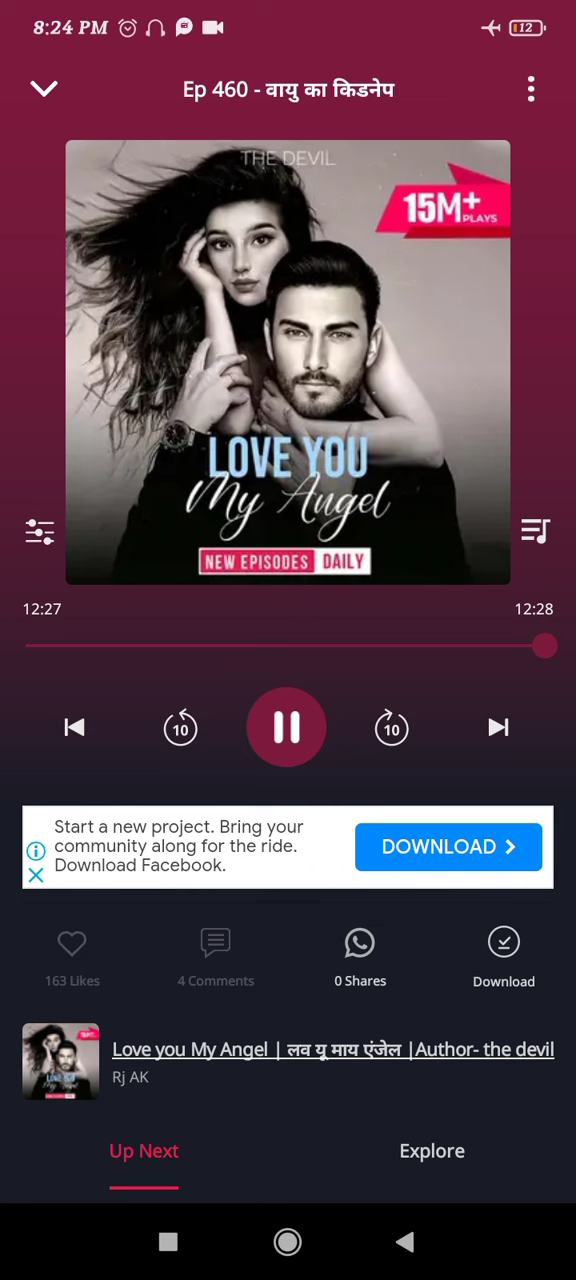 8:24 PM
12
Ep 460 - वायु का किडनेप
THE DEVIL
15M+
PLAYS
LOVE YOU
My Angel
NEW EPISODES DAILY
12:27
12:28
10
10
Start a new project. Bring your
community along for the ride.
Download Facebook.
DOWNLOAD
163 Likes
4 Comments
0 Shares
Download
Love you My Angel | लव यू माय एंजेल |Author- the devil
Rj AK
Up Next
Explore